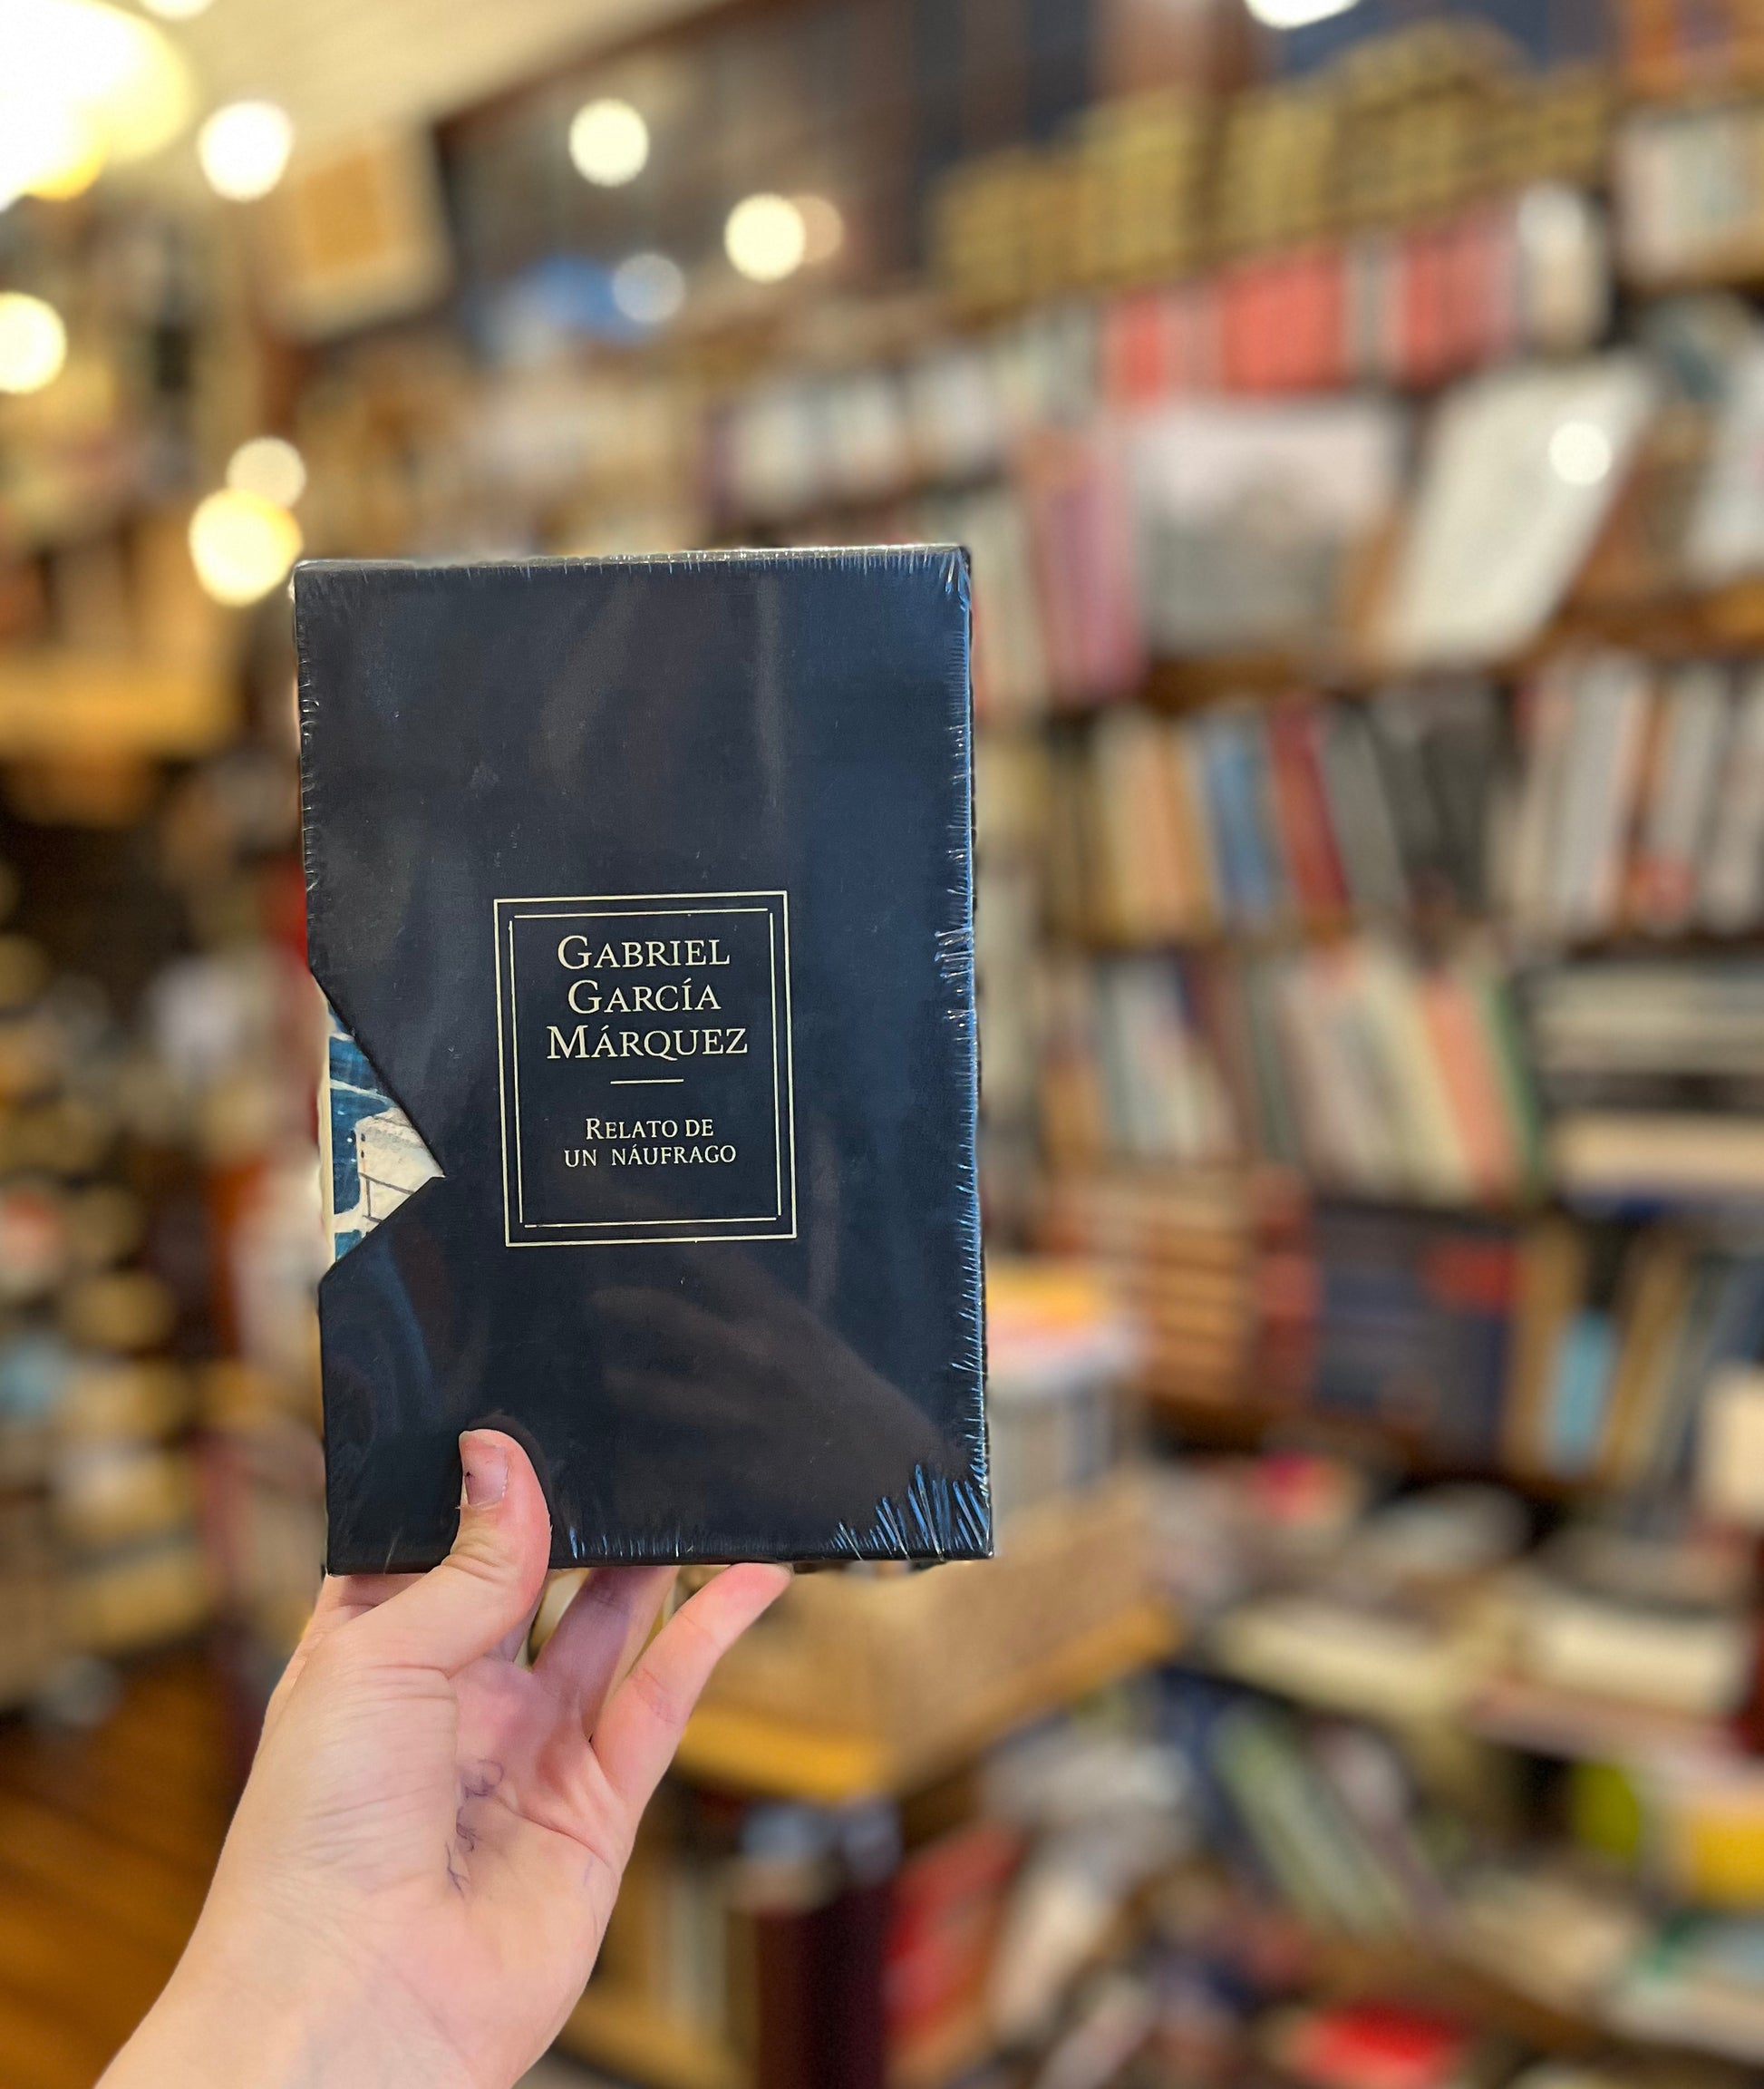 GABRIEL
GARCÍA
MÁRQUEZ
RELATO DE
UN NÁUFRAGO